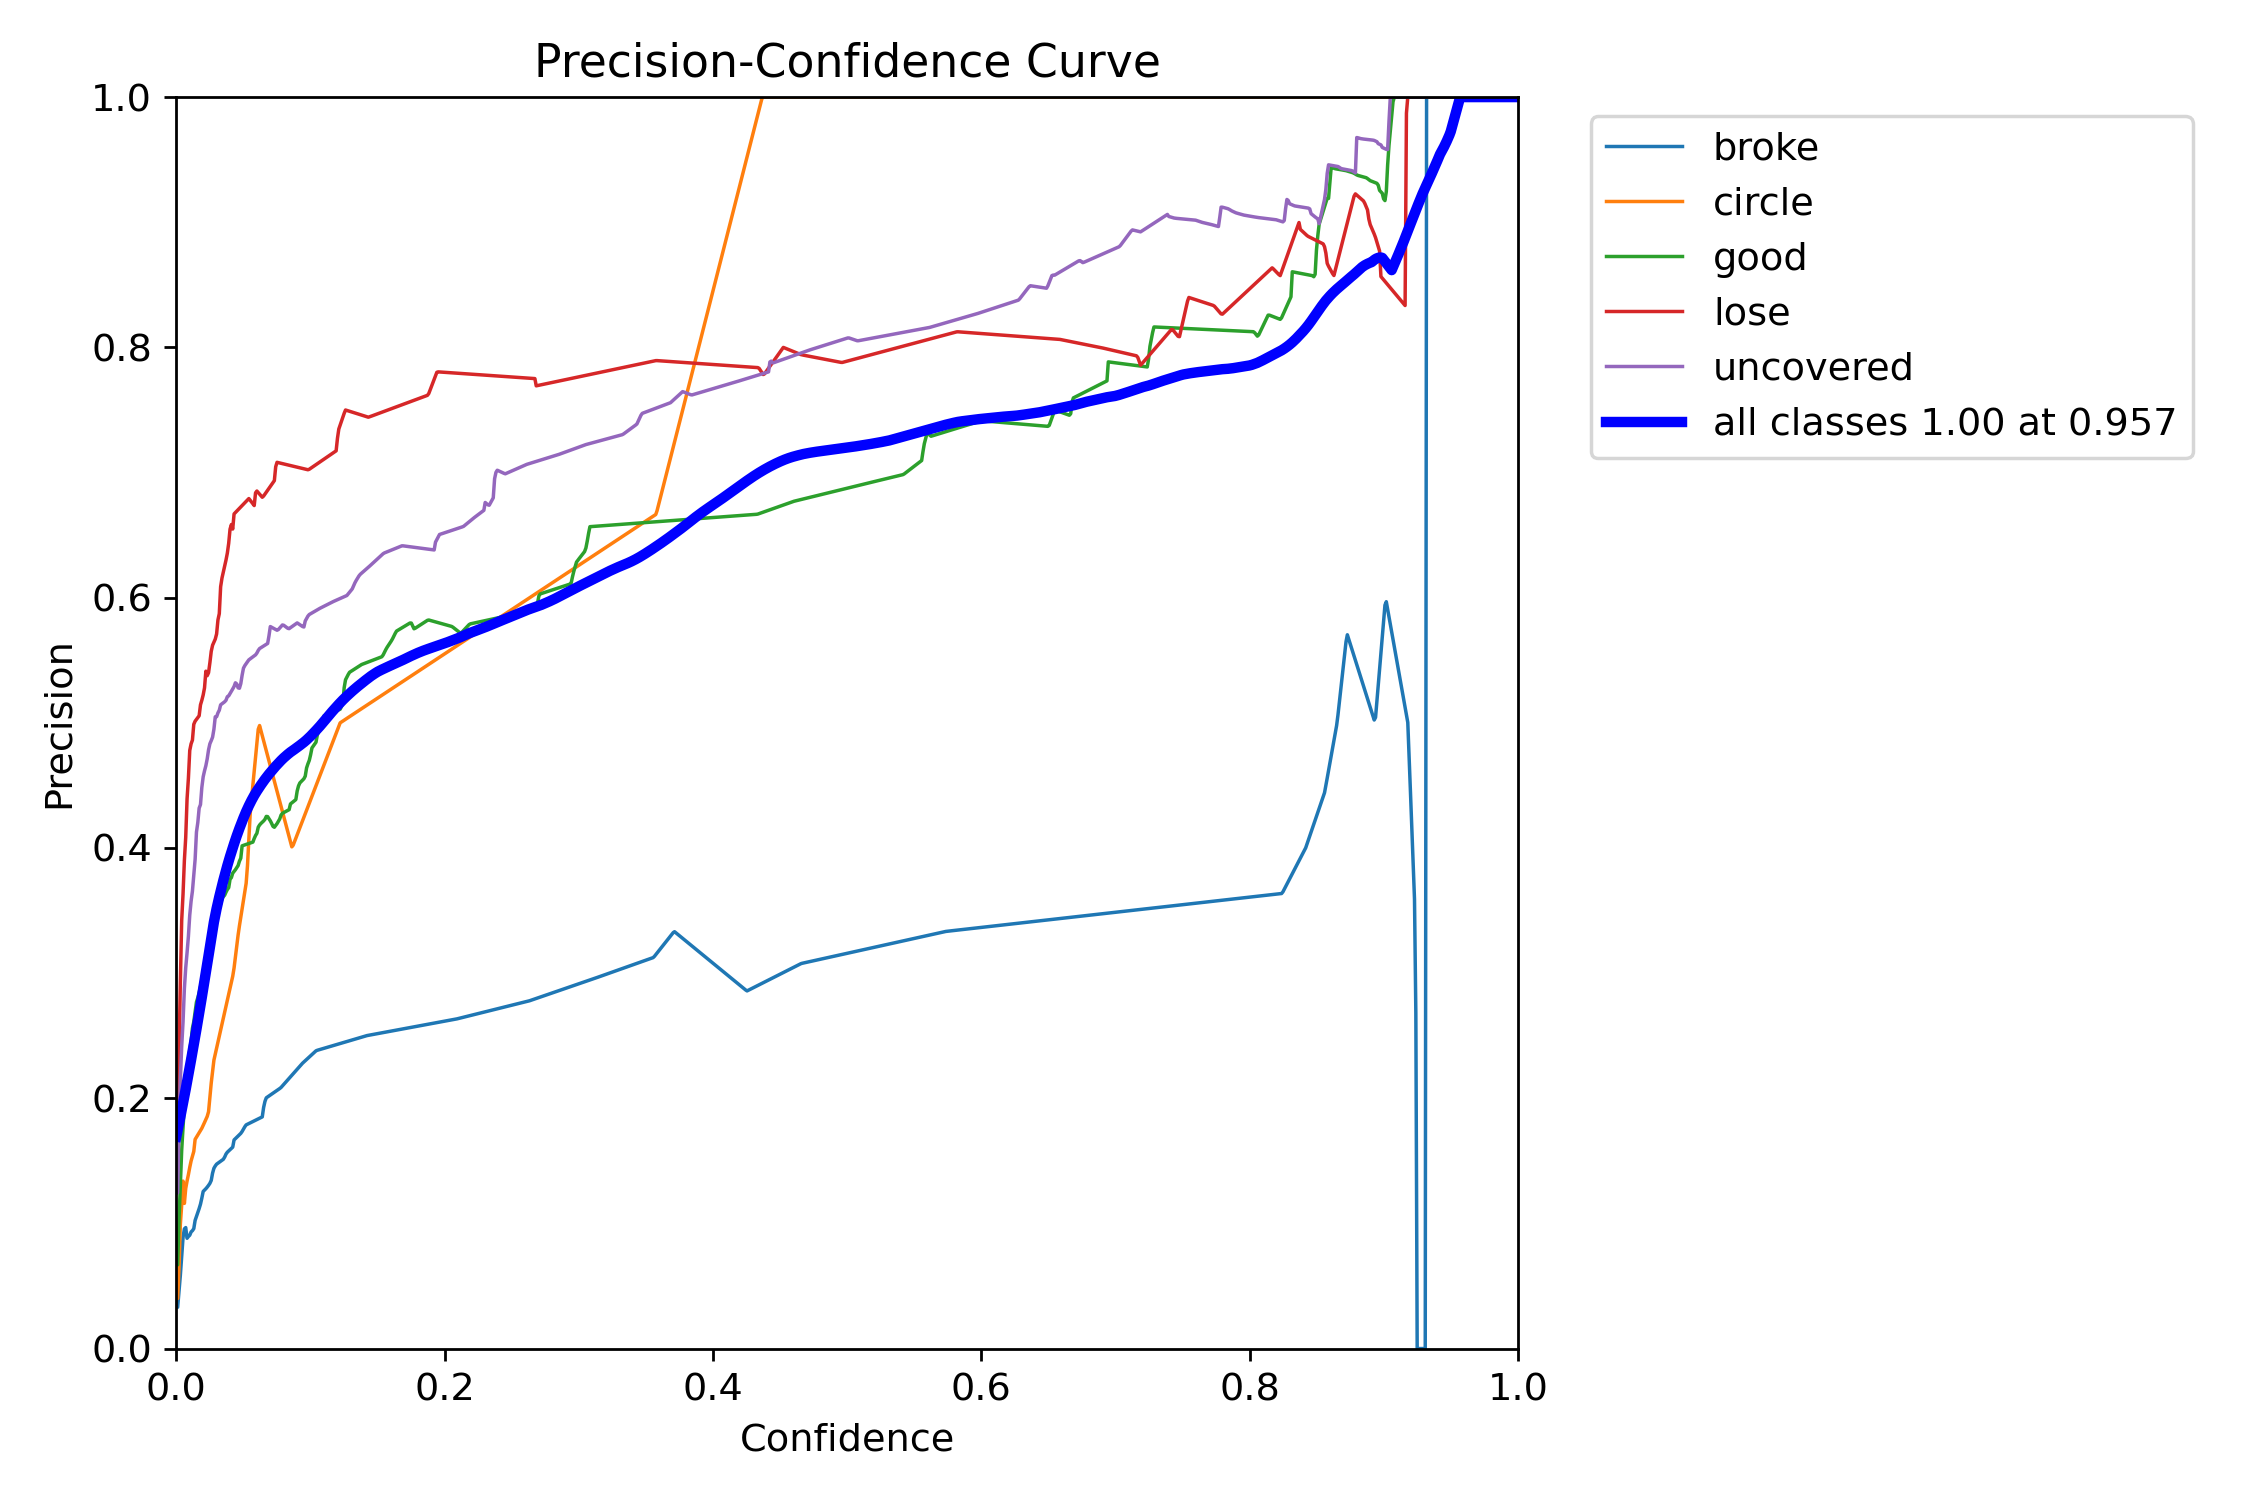 Precision-Confidence Curve
1.0
0.8
0.6
0.4
0.2
0.0
Precision
0.0 0.2 0.4 0.6 0.8 1.0
Confidence
broke
circle
good
lose
uncovered
all classes 1.00 at 0.957